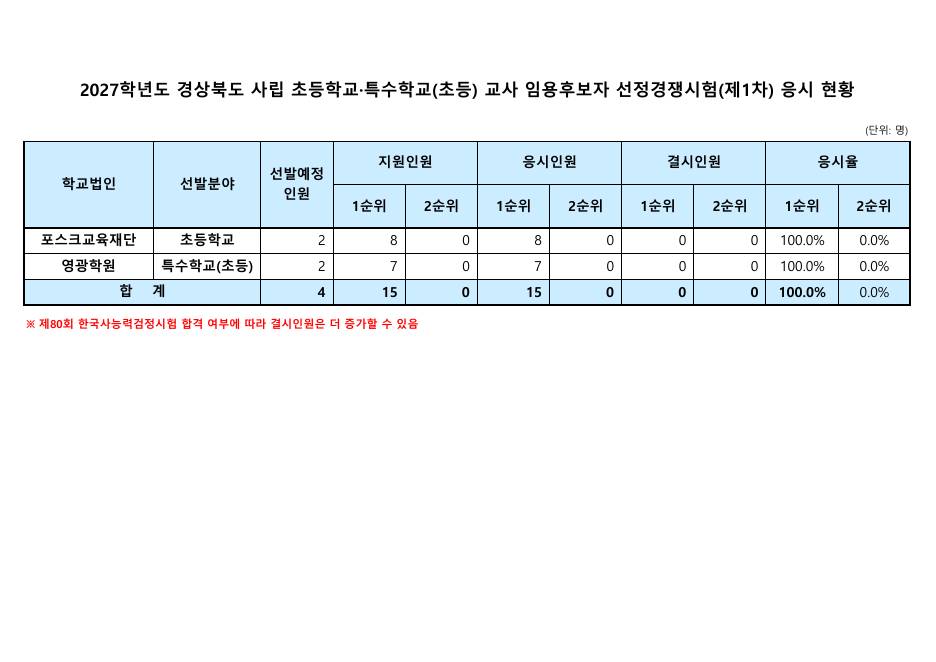 2027학년도 경상북도 사립 초등학교·특수학교(초등) 교사 임용후보자 선정경쟁시험(제1차) 응시 현황
(단위: 명)
학교법인 선발분야 선발예정 인원 지원인원 응시인원 결시인원 응시율
1순위 2순위 1순위 2순위 1순위 2순위 1순위 2순위
포스크교육재단 초등학교 2 8 0 8 0 0 0 100.0% 0.0%
영광학원 특수학교(초등) 2 7 0 7 0 0 0 100.0% 0.0%
합 계 4 15 0 15 0 0 0 100.0% 0.0%
※ 제80회 한국사능력검정시험 합격 여부에 따라 결시인원은 더 증가할 수 있음